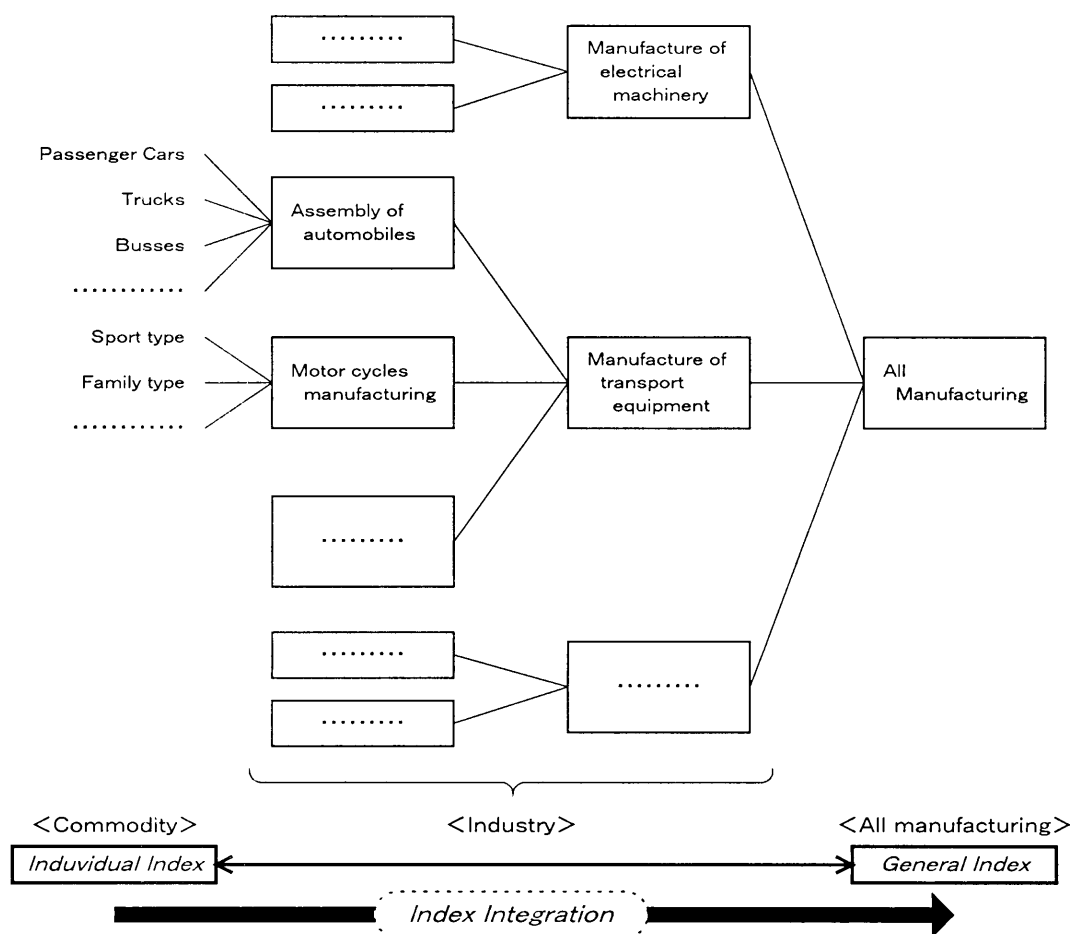 ………
Manufacture of
electrical
machinery
………
Passenger Cars
Trucks
Busses
…………
Assembly of
automobiles
Sport type
Family type
…………
Motor cycles
manufacturing
Manufacture of
transport
equipment
All
Manufacturing
………
………
………
………
<Commodity>
<Industry>
<All manufacturing>
Induvidual Index
General Index
Index Integration